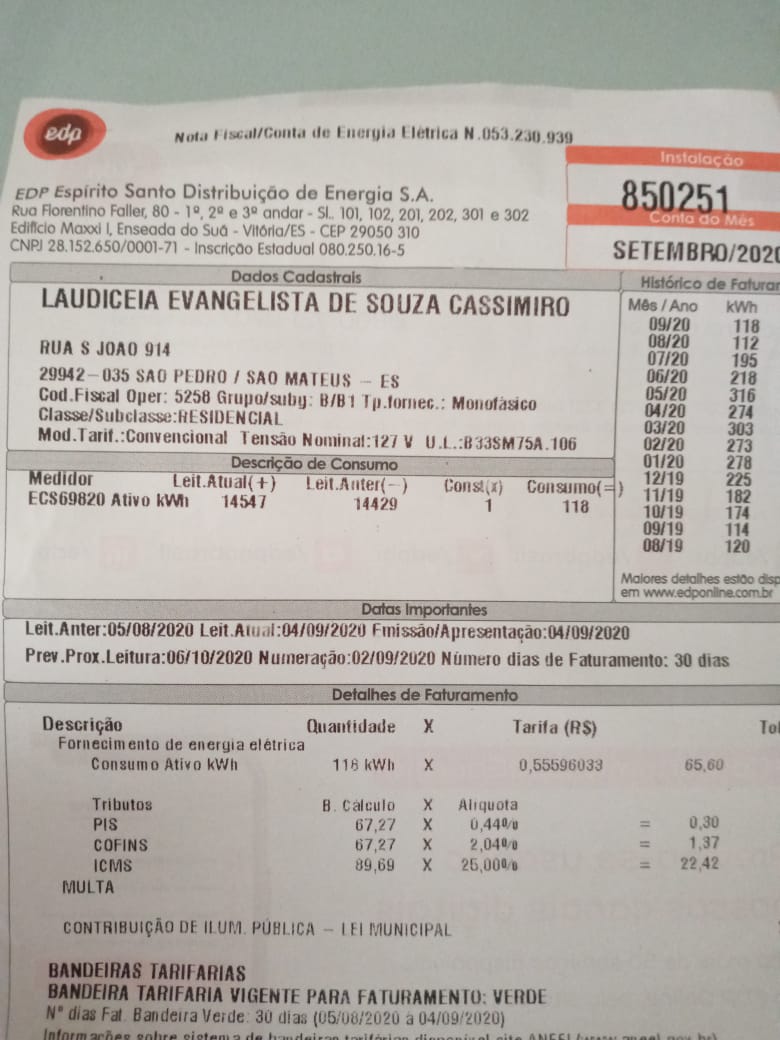 edp
Nota Fiscal/Conta de Energia Elétrica N.053.230.939
Instalação
850251
Conta do Mês
SETEMBRO/2020
EDP Espírito Santo Distribuição de Energia S.A.
Rua Florentino Faller, 80 - 1º, 2º e 3º andar - Sl.. 101, 102, 201, 202, 301 e 302
Edifício Maxxi I, Enseada do Suá - Vitória/ES - CEP 29050 310
CNPJ 28.152.650/0001-71 - Inscrição Estadual 080.250.16-5
Dados Cadastrais
LAUDICEIA EVANGELISTA DE SOUZA CASSIMIRO
RUA S JOAO 914
29942-035 SAO PEDRO / SAO MATEUS - ES
Cod.Fiscal Oper: 5258 Grupo/suby: B/B1 Tp.fornec.: Monofásico
Classe/Subclasse:RESIDENCIAL
Mod.Tarif.:Convencional Tensão Nominal:127 V U.L.:B33SM75A.106
Histórico de Faturar
Mês / Ano kWh
09/20 118
08/20 112
07/20 195
06/20 218
05/20 316
04/20 274
03/20 303
02/20 273
01/20 278
12/19 225
11/19 182
10/19 174
09/19 114
08/19 120
Maiores detalhes estão disp
em www.edponline.com.br
Descrição de Consumo
Medidor Leit.Atual(+) Leit.Anter(-) Const(x) Consumo(=)
ECS69820 Ativo kWh 14547 14429 1 118
Datas Importantes
Leit.Anter:05/08/2020 Leit.Atual:04/09/2020 Emissão/Apresentação:04/09/2020
Prev.Prox.Leitura:06/10/2020 Numeração:02/09/2020 Número dias de Faturamento: 30 dias
Detalhes de Faturamento
Descrição Quantidade X Tarifa (R$) Tot
Fornecimento de energia elétrica
Consumo Ativo kWh 118 kWh X 0,55596033 65,60
Tributos B. Cálculo X Aliquota
PIS 67,27 X 0,44% = 0,30
COFINS 67,27 X 2,04% = 1,37
ICMS 89,69 X 25,00% = 22,42
MULTA
CONTRIBUIÇÃO DE ILUM. PÚBLICA - LEI MUNICIPAL
BANDEIRAS TARIFARIAS
BANDEIRA TARIFARIA VIGENTE PARA FATURAMENTO: VERDE
Nº dias Fat. Bandeira Verde: 30 dias (05/08/2020 à 04/09/2020)
Informações sobre sistema de bandeiras tarifárias disponível site ANEEL (www.aneel.gov.br)